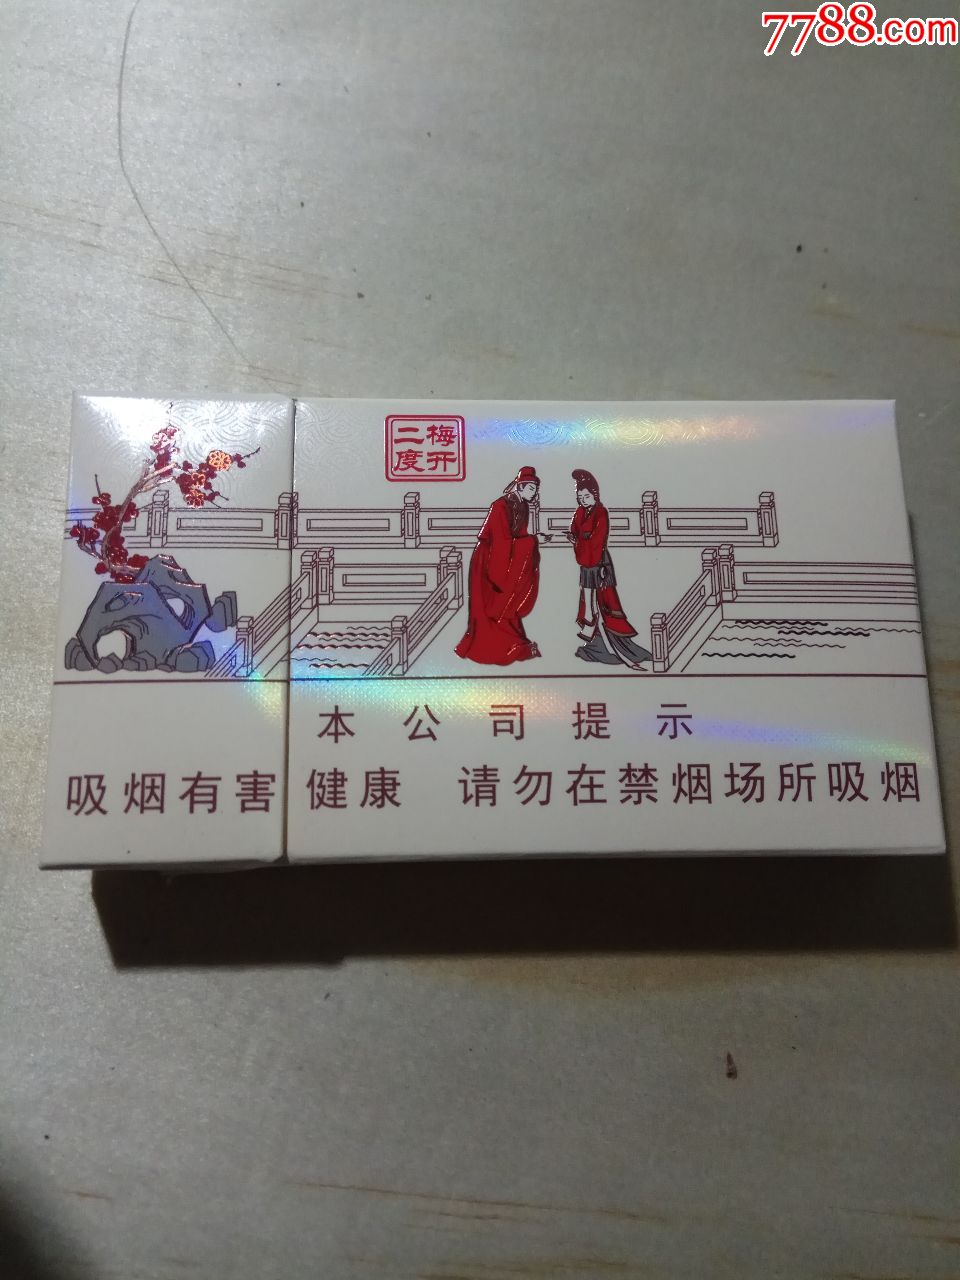 7788.com
梅开
二度
本公司提示
吸烟有害健康 请勿在禁烟场所吸烟